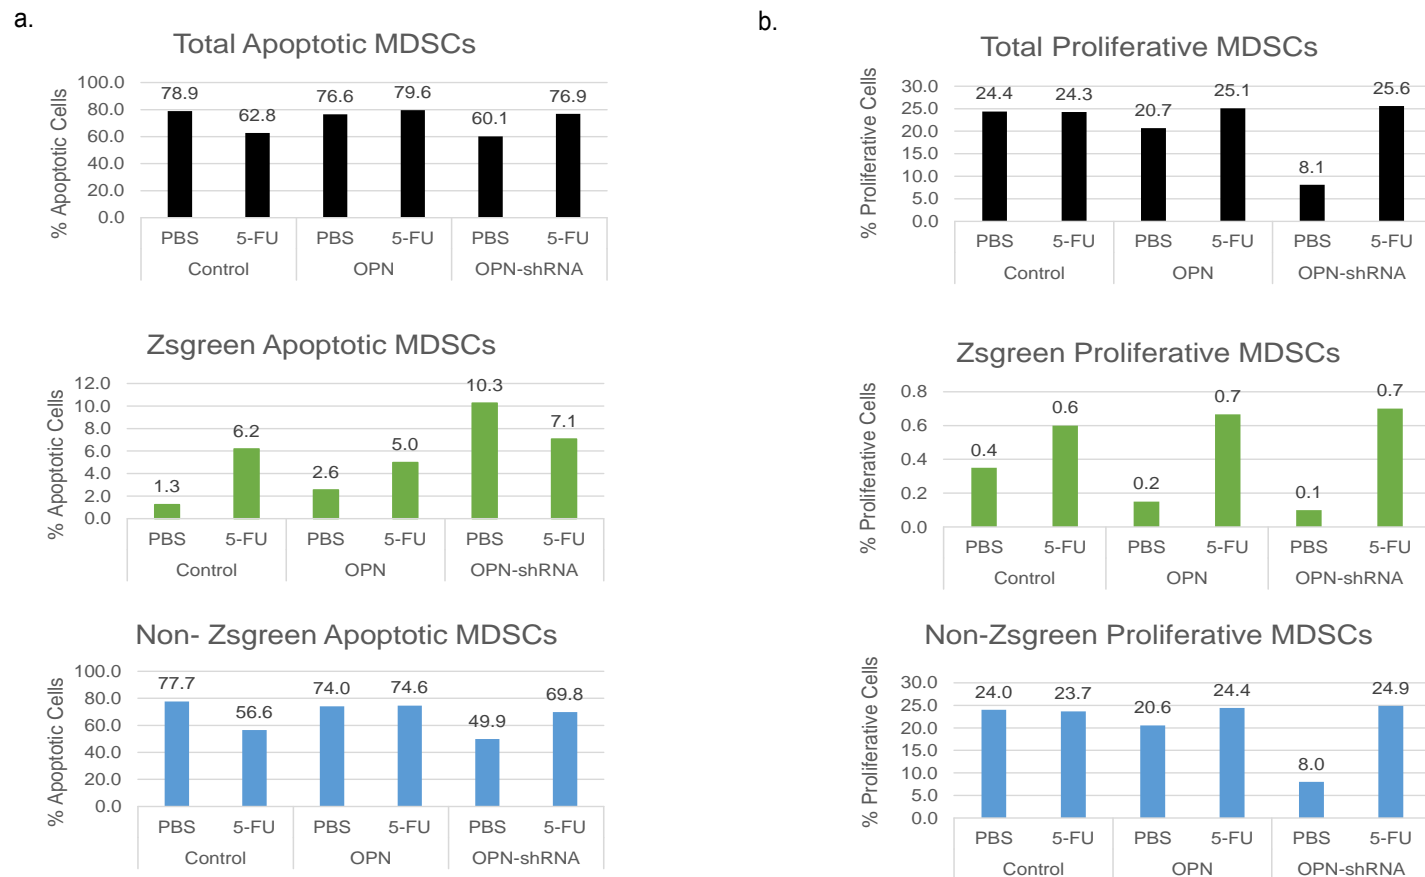 a.
Total Apoptotic MDSCs
% Apoptotic Cells
100.0
80.0
60.0
40.0
20.0
0.0
78.9 62.8 76.6 79.6 60.1 76.9
PBS 5-FU PBS 5-FU PBS 5-FU
Control OPN OPN-shRNA
Zsgreen Apoptotic MDSCs
% Apoptotic Cells
12.0
10.0
8.0
6.0
4.0
2.0
0.0
1.3 6.2 2.6 5.0 10.3 7.1
PBS 5-FU PBS 5-FU PBS 5-FU
Control OPN OPN-shRNA
Non- Zsgreen Apoptotic MDSCs
% Apoptotic Cells
100.0
80.0
60.0
40.0
20.0
0.0
77.7 56.6 74.0 74.6 49.9 69.8
PBS 5-FU PBS 5-FU PBS 5-FU
Control OPN OPN-shRNA
b.
Total Proliferative MDSCs
% Proliferative Cells
30.0
25.0
20.0
15.0
10.0
5.0
0.0
24.4 24.3 20.7 25.1 8.1 25.6
PBS 5-FU PBS 5-FU PBS 5-FU
Control OPN OPN-shRNA
Zsgreen Proliferative MDSCs
% Proliferative Cells
0.8
0.6
0.4
0.2
0.0
0.4 0.6 0.2 0.7 0.1 0.7
PBS 5-FU PBS 5-FU PBS 5-FU
Control OPN OPN-shRNA
Non-Zsgreen Proliferative MDSCs
% Proliferative Cells
30.0
25.0
20.0
15.0
10.0
5.0
0.0
24.0 23.7 20.6 24.4 8.0 24.9
PBS 5-FU PBS 5-FU PBS 5-FU
Control OPN OPN-shRNA